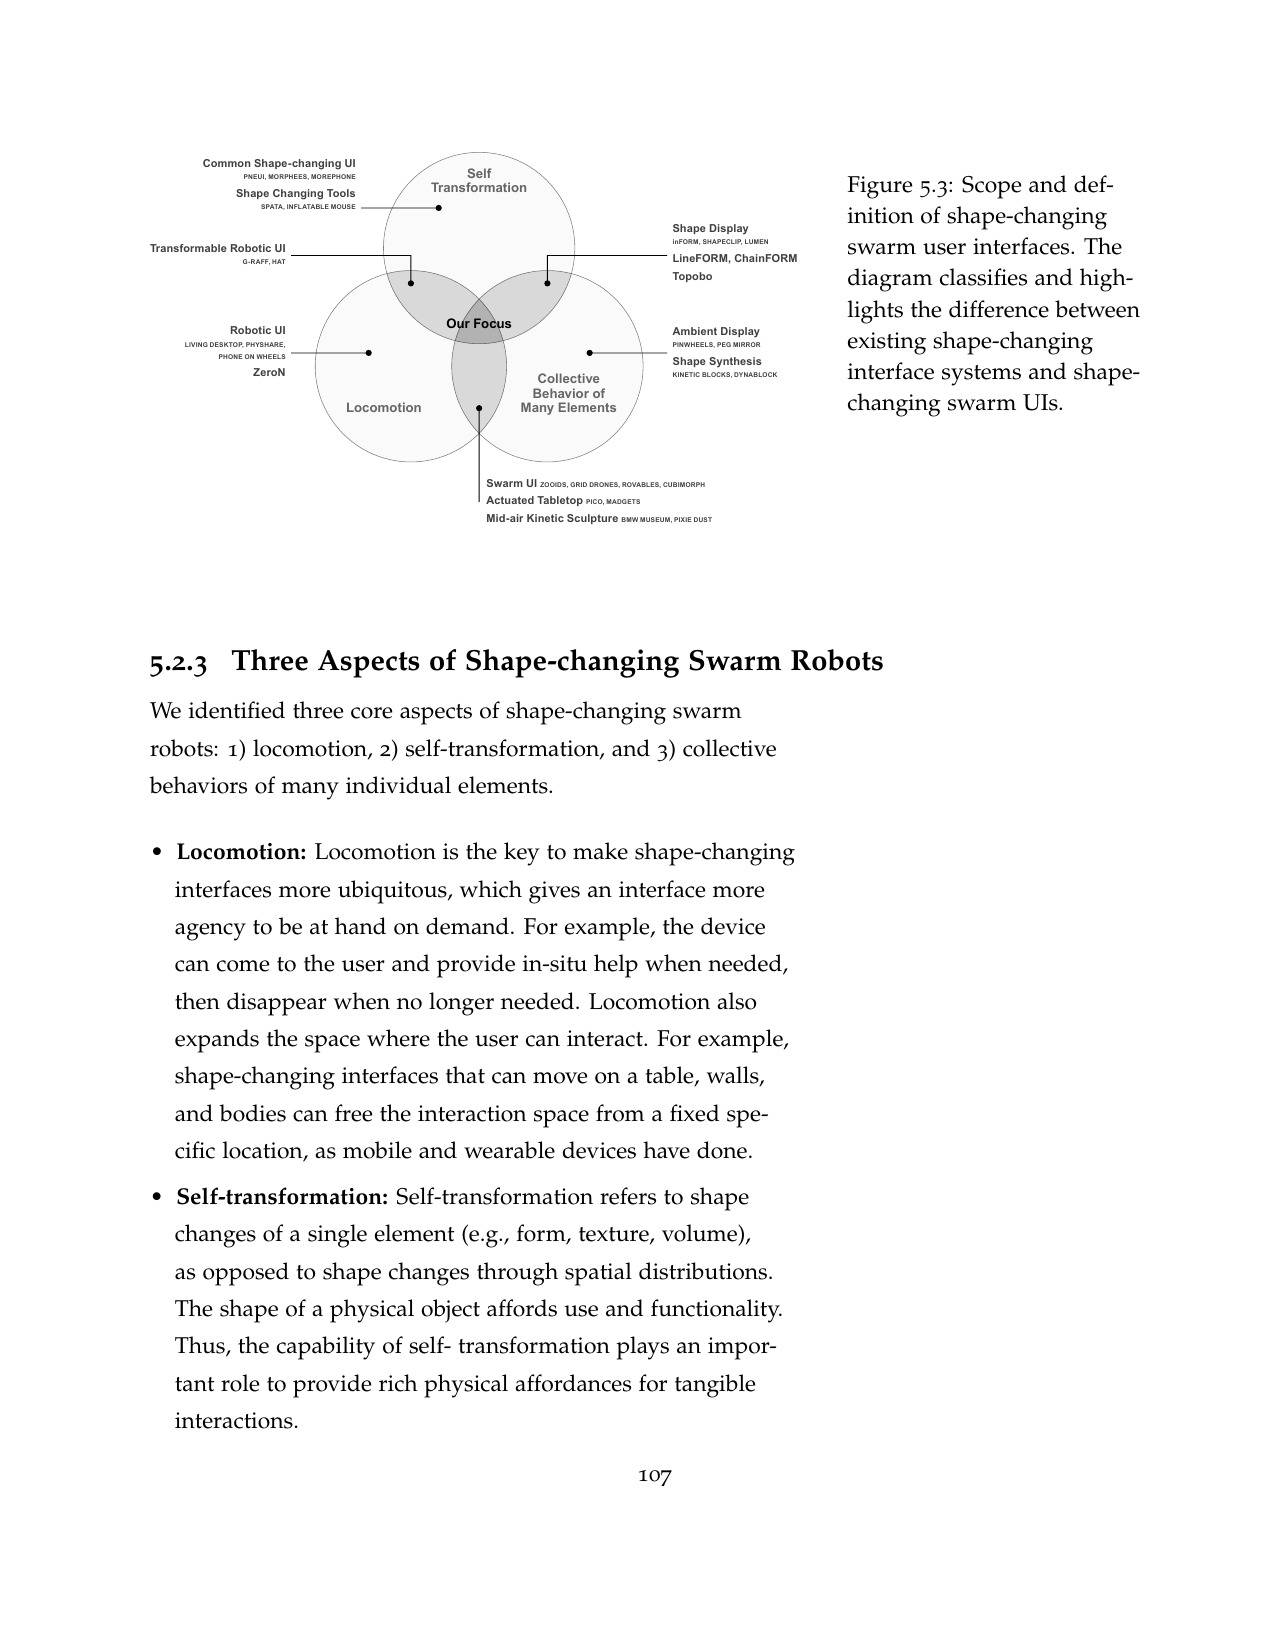 Common Shape-changing UI
PNEUI, MORPHEES, MOREPHONE
Shape Changing Tools
SPATA, INFLATABLE MOUSE
Self
Transformation
Transformable Robotic UI
G-RAFF, HAT
Shape Display
inFORM, SHAPECLIP, LUMEN
LineFORM, ChainFORM
Topobo
Our Focus
Robotic UI
LIVING DESKTOP, PHYSHARE,
PHONE ON WHEELS
ZeroN
Ambient Display
PINWHEELS, PEG MIRROR
Shape Synthesis
KINETIC BLOCKS, DYNABLOCK
Locomotion
Collective
Behavior of
Many Elements
Swarm UI ZOOIDS, GRID DRONES, ROVABLES, CUBIMORPH
Actuated Tabletop PICO, MADGETS
Mid-air Kinetic Sculpture BMW MUSEUM, PIXIE DUST
Figure 5.3: Scope and def-
inition of shape-changing
swarm user interfaces. The
diagram classifies and high-
lights the difference between
existing shape-changing
interface systems and shape-
changing swarm UIs.
5.2.3 Three Aspects of Shape-changing Swarm Robots
We identified three core aspects of shape-changing swarm
robots: 1) locomotion, 2) self-transformation, and 3) collective
behaviors of many individual elements.
• Locomotion: Locomotion is the key to make shape-changing
interfaces more ubiquitous, which gives an interface more
agency to be at hand on demand. For example, the device
can come to the user and provide in-situ help when needed,
then disappear when no longer needed. Locomotion also
expands the space where the user can interact. For example,
shape-changing interfaces that can move on a table, walls,
and bodies can free the interaction space from a fixed spe-
cific location, as mobile and wearable devices have done.
• Self-transformation: Self-transformation refers to shape
changes of a single element (e.g., form, texture, volume),
as opposed to shape changes through spatial distributions.
The shape of a physical object affords use and functionality.
Thus, the capability of self- transformation plays an impor-
tant role to provide rich physical affordances for tangible
interactions.
107